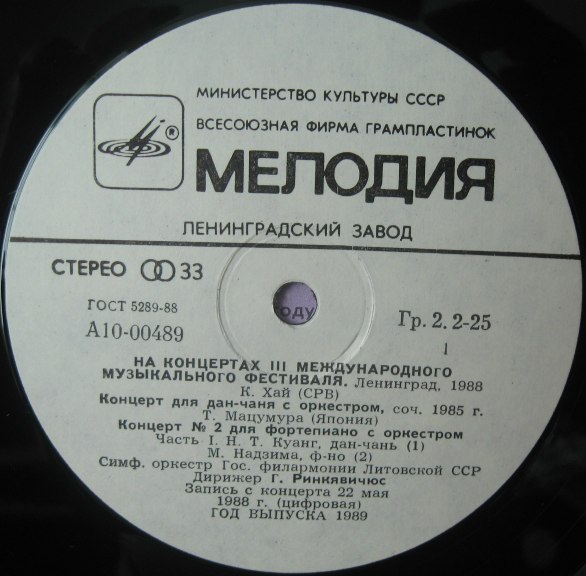 МИНИСТЕРСТВО КУЛЬТУРЫ СССР
ВСЕСОЮЗНАЯ ФИРМА ГРАМПЛАСТИНОК
®
МЕЛОДИЯ
ЛЕНИНГРАДСКИЙ ЗАВОД
СТЕРЕО 33
ГОСТ 5289-88
А10-00489
ОДУ
Гр. 2. 2-25
1
НА КОНЦЕРТАХ III МЕЖДУНАРОДНОГО
МУЗЫКАЛЬНОГО ФЕСТИВАЛЯ. Ленинград, 1988
К. Хай (СРВ)
Концерт для дан-чаня с оркестром, соч. 1985 г.
Т. Мацумура (Япония)
Концерт № 2 для фортепиано с оркестром
Часть I. Н. Т. Куанг, дан-чань (1)
М. Надзима, ф-но (2)
Симф. оркестр Гос. филармонии Литовской ССР
Дирижер Г. Ринкявичюс
Запись с концерта 22 мая
1988 г. (цифровая)
ГОД ВЫПУСКА 1989